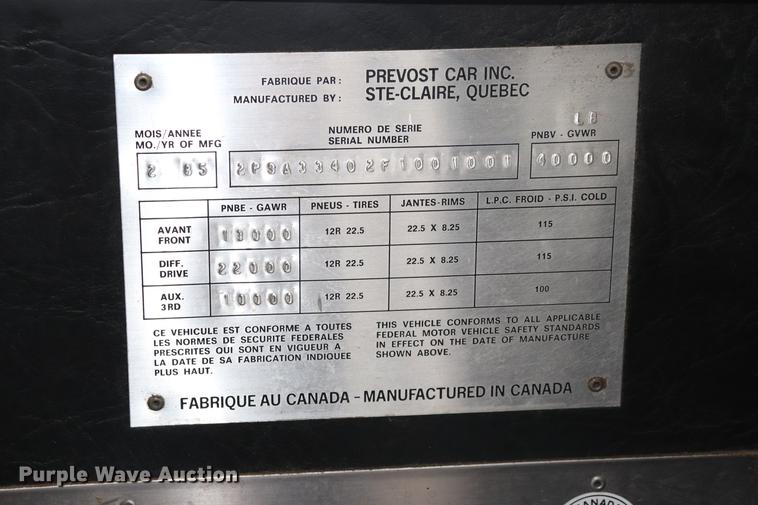 FABRIQUE PAR: PREVOST CAR INC.
MANUFACTURED BY: STE-CLAIRE, QUEBEC
LB
MOIS/ANNEE NUMERO DE SERIE PNBV - GVWR
MO./YR OF MFG SERIAL NUMBER
2 85 2P9A33402F1001001 40000
PNBE - GAWR PNEUS - TIRES JANTES-RIMS L.P.C. FROID - P.S.I. COLD
AVANT FRONT 18000 12R 22.5 22.5 X 8.25 115
DIFF. DRIVE 22000 12R 22.5 22.5 X 8.25 115
AUX. 3RD 10000 12R 22.5 22.5 X 8.25 100
CE VEHICULE EST CONFORME A TOUTES
LES NORMES DE SECURITE FEDERALES
PRESCRITES QUI SONT EN VIGUEUR A
LA DATE DE SA FABRICATION INDIQUEE
PLUS HAUT.
THIS VEHICLE CONFORMS TO ALL APPLICABLE
FEDERAL MOTOR VEHICLE SAFETY STANDARDS
IN EFFECT ON THE DATE OF MANUFACTURE
SHOWN ABOVE.
FABRIQUE AU CANADA - MANUFACTURED IN CANADA
Purple Wave Auction
CANADA